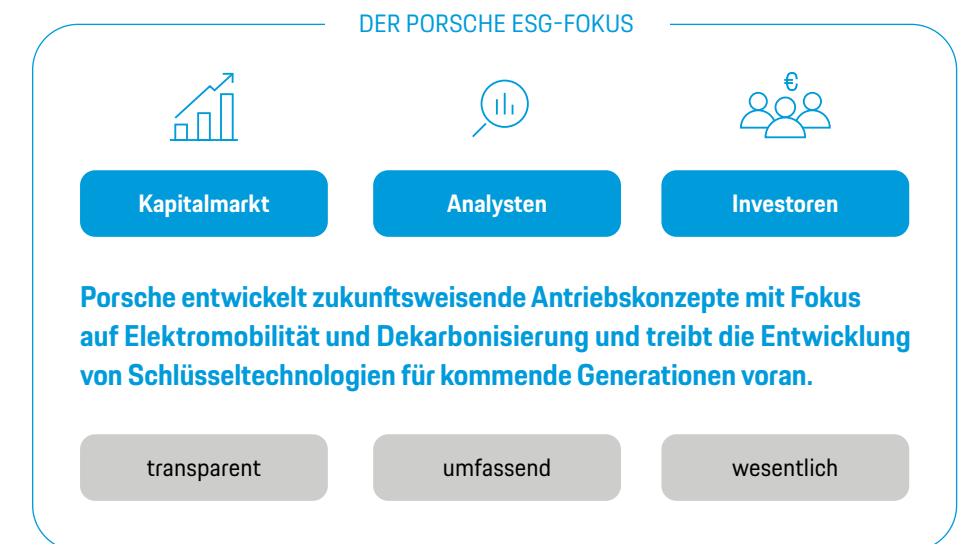 DER PORSCHE ESG-FOKUS
€
Kapitalmarkt
Analysten
Investoren
Porsche entwickelt zukunftsweisende Antriebskonzepte mit Fokus
auf Elektromobilität und Dekarbonisierung und treibt die Entwicklung
von Schlüsseltechnologien für kommende Generationen voran.
transparent
umfassend
wesentlich